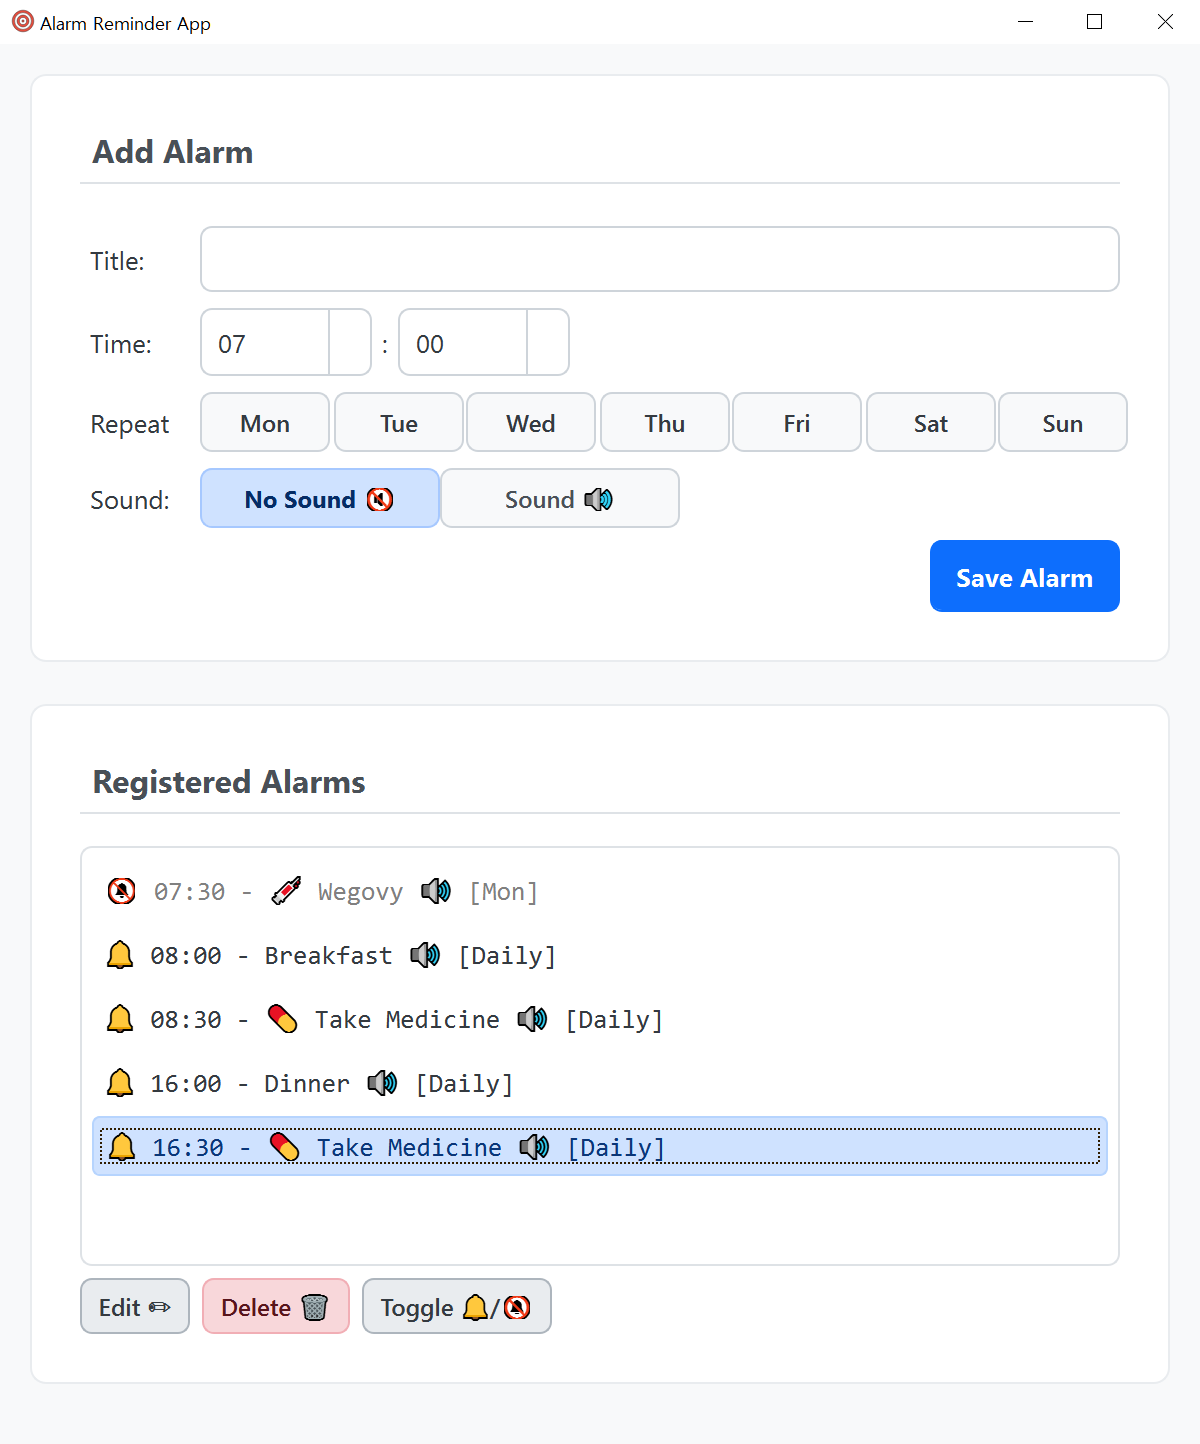 Alarm Reminder App
Add Alarm
Title:
Time: 07 : 00
Repeat Mon Tue Wed Thu Fri Sat Sun
Sound: No Sound 🔇 Sound 🔊
Save Alarm
Registered Alarms
🔕 07:30 - 💉 Wegovy 🔊 [Mon]
🔔 08:00 - Breakfast 🔊 [Daily]
🔔 08:30 - 💊 Take Medicine 🔊 [Daily]
🔔 16:00 - Dinner 🔊 [Daily]
🔔 16:30 - 💊 Take Medicine 🔊 [Daily]
Edit ✏ Delete 🗑 Toggle 🔔/🔕